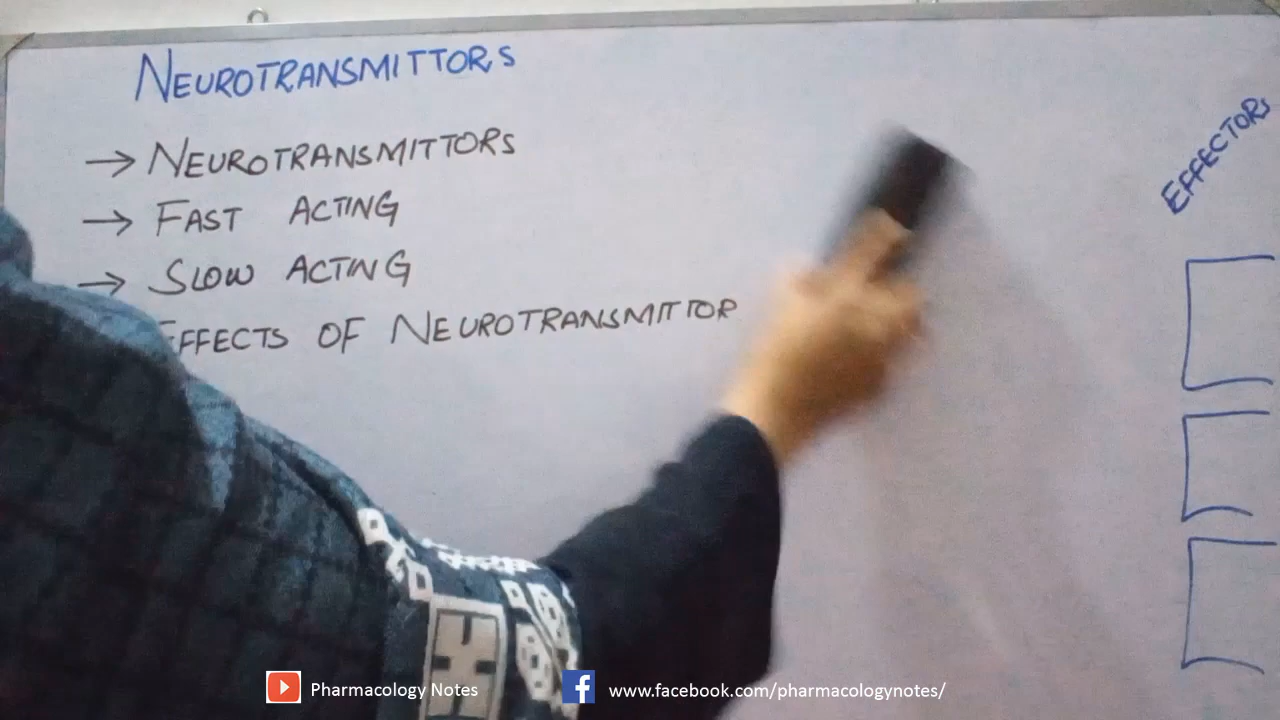 NEUROTRANSMITTORS
→ NEUROTRANSMITTORS
→ FAST ACTING
→ SLOW ACTING
EFFECTS OF NEUROTRANSMITTOR
EFFECTORS
Pharmacology Notes
www.facebook.com/pharmacologynotes/